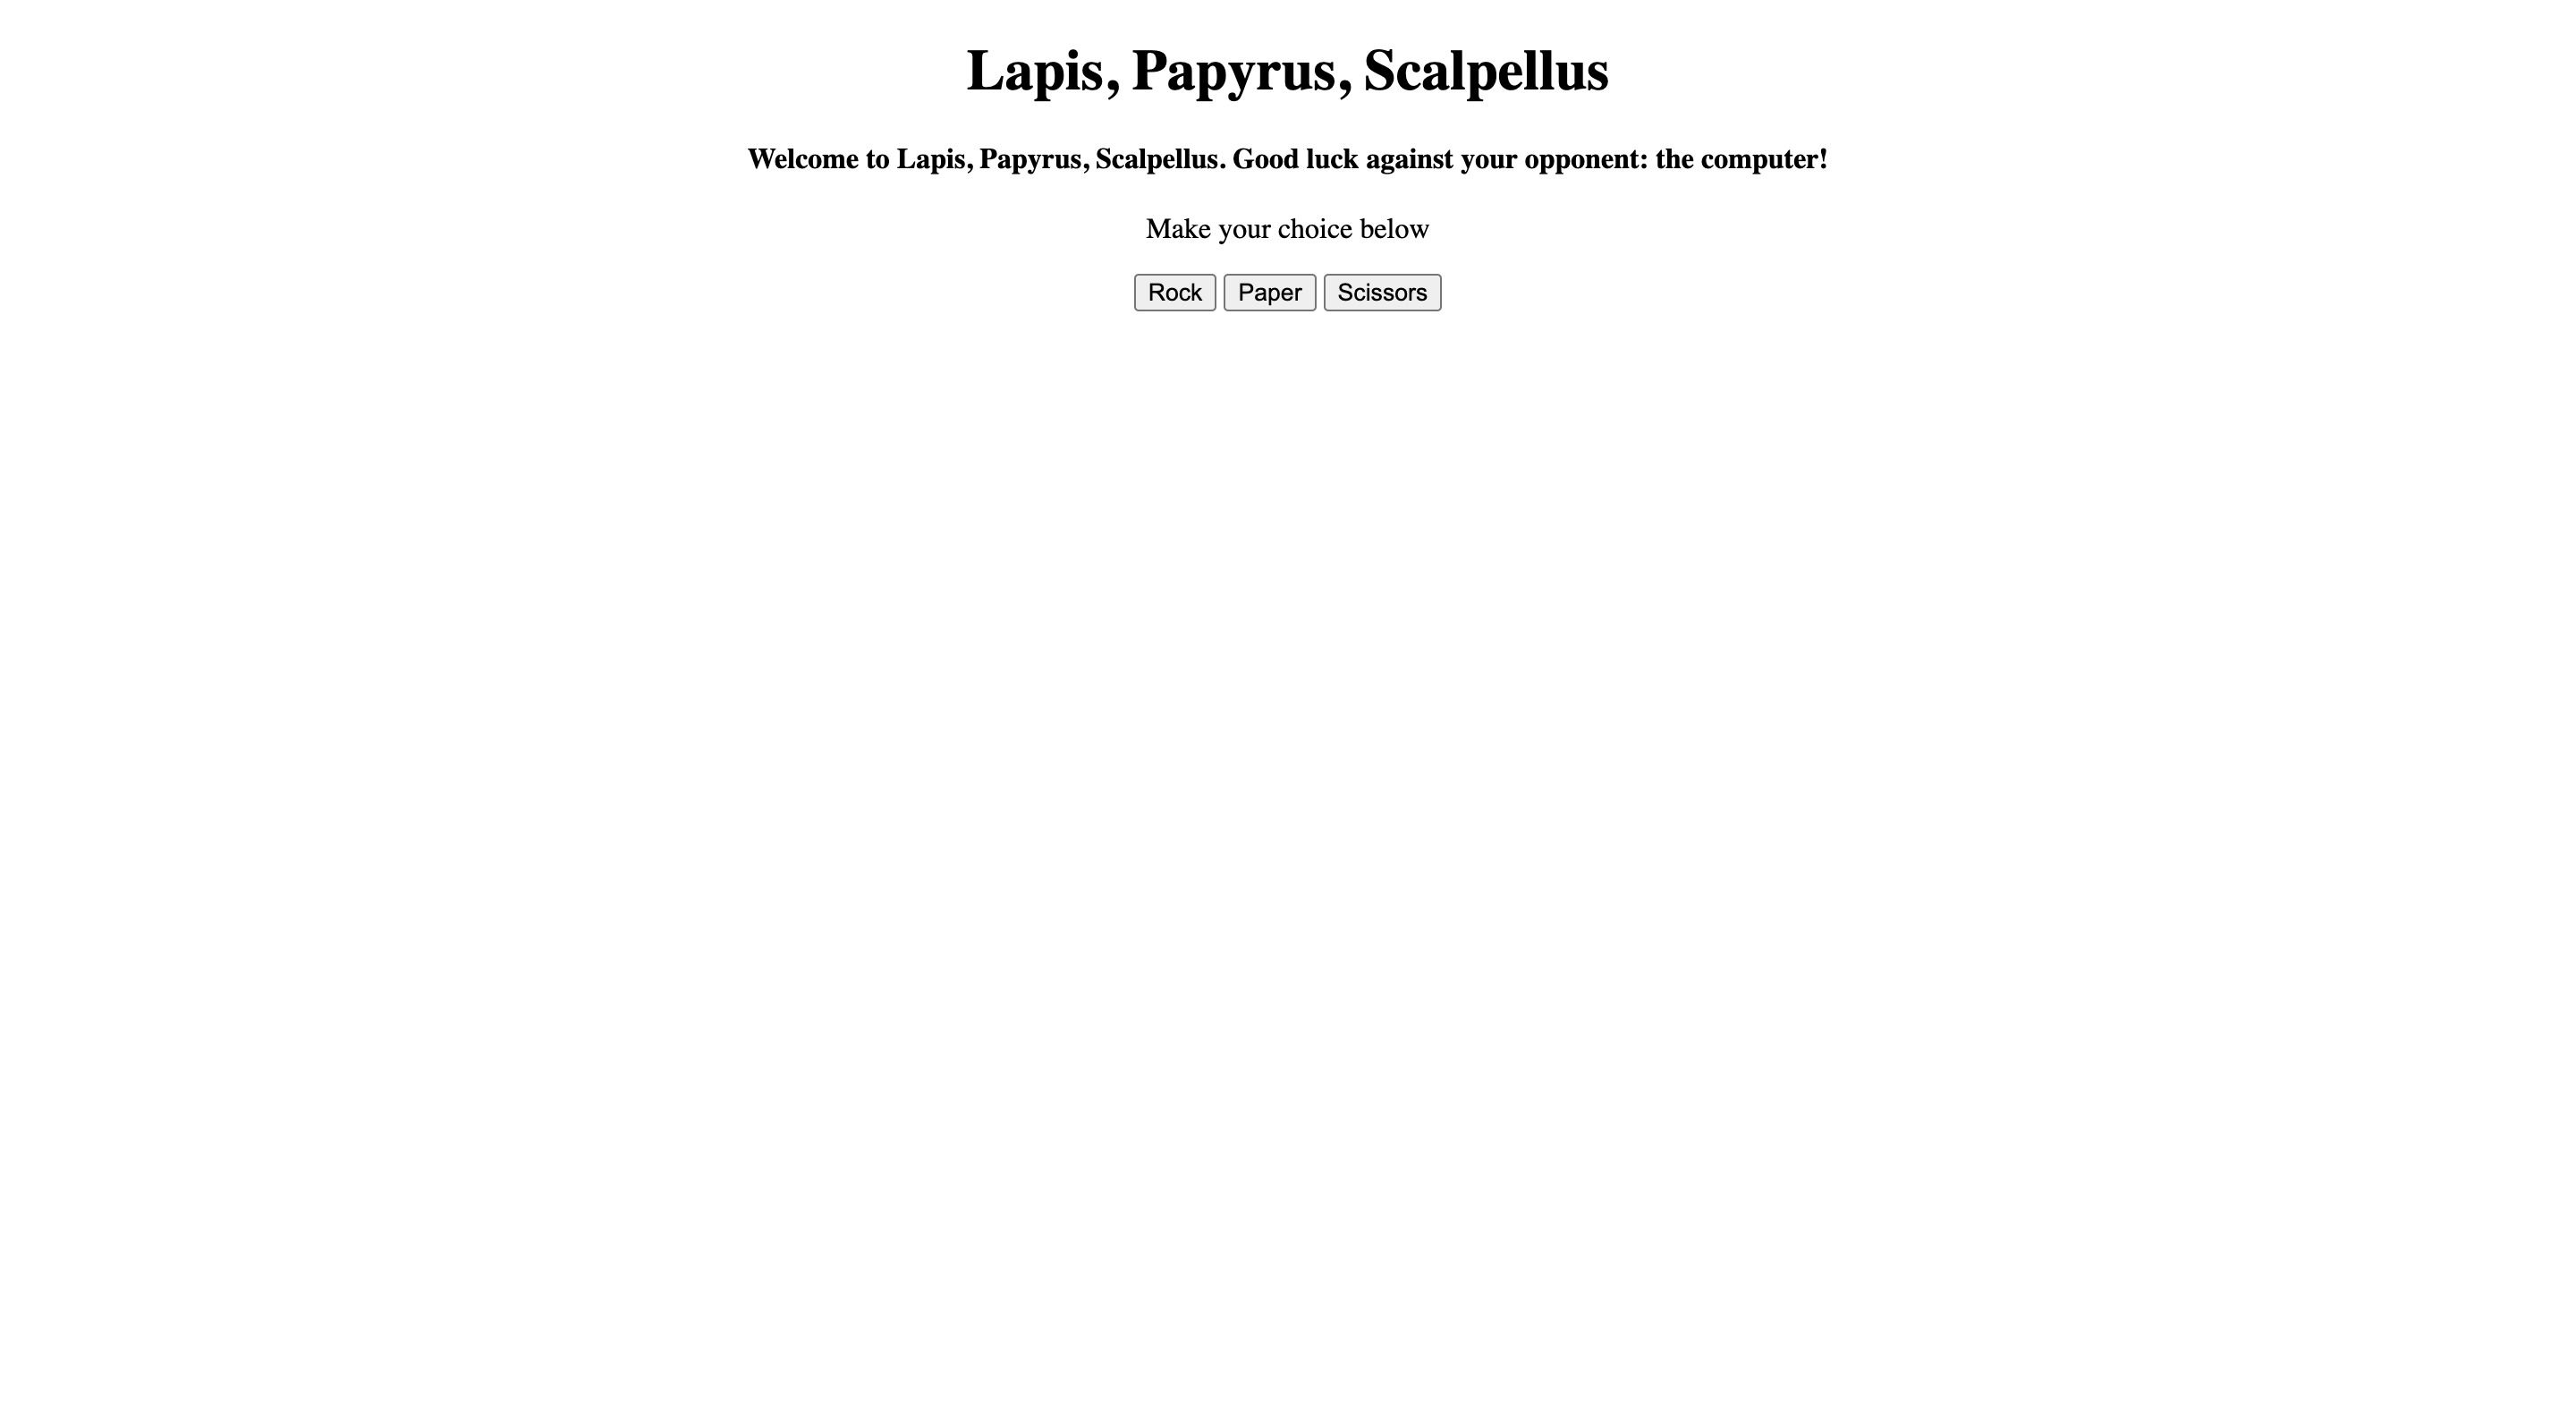 Lapis, Papyrus, Scalpellus
Welcome to Lapis, Papyrus, Scalpellus. Good luck against your opponent: the computer!
Make your choice below
Rock Paper Scissors